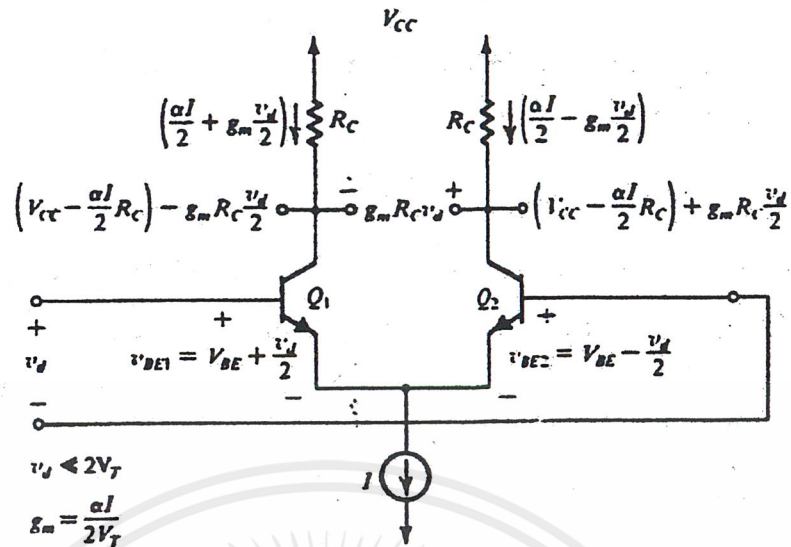 V_CC
(αI/2 + g_m v_d/2) R_C R_C (αI/2 − g_m v_d/2)
(V_CC − αI/2 R_C) − g_m R_C v_d/2 − g_m R_C v_d + (V_CC − αI/2 R_C) + g_m R_C v_d/2
Q_1 Q_2
+ + +
v_d v_BE1 = V_BE + v_d/2 v_BE2 = V_BE − v_d/2
− − −
v_d ≪ 2V_T I
g_m = αI/2V_T